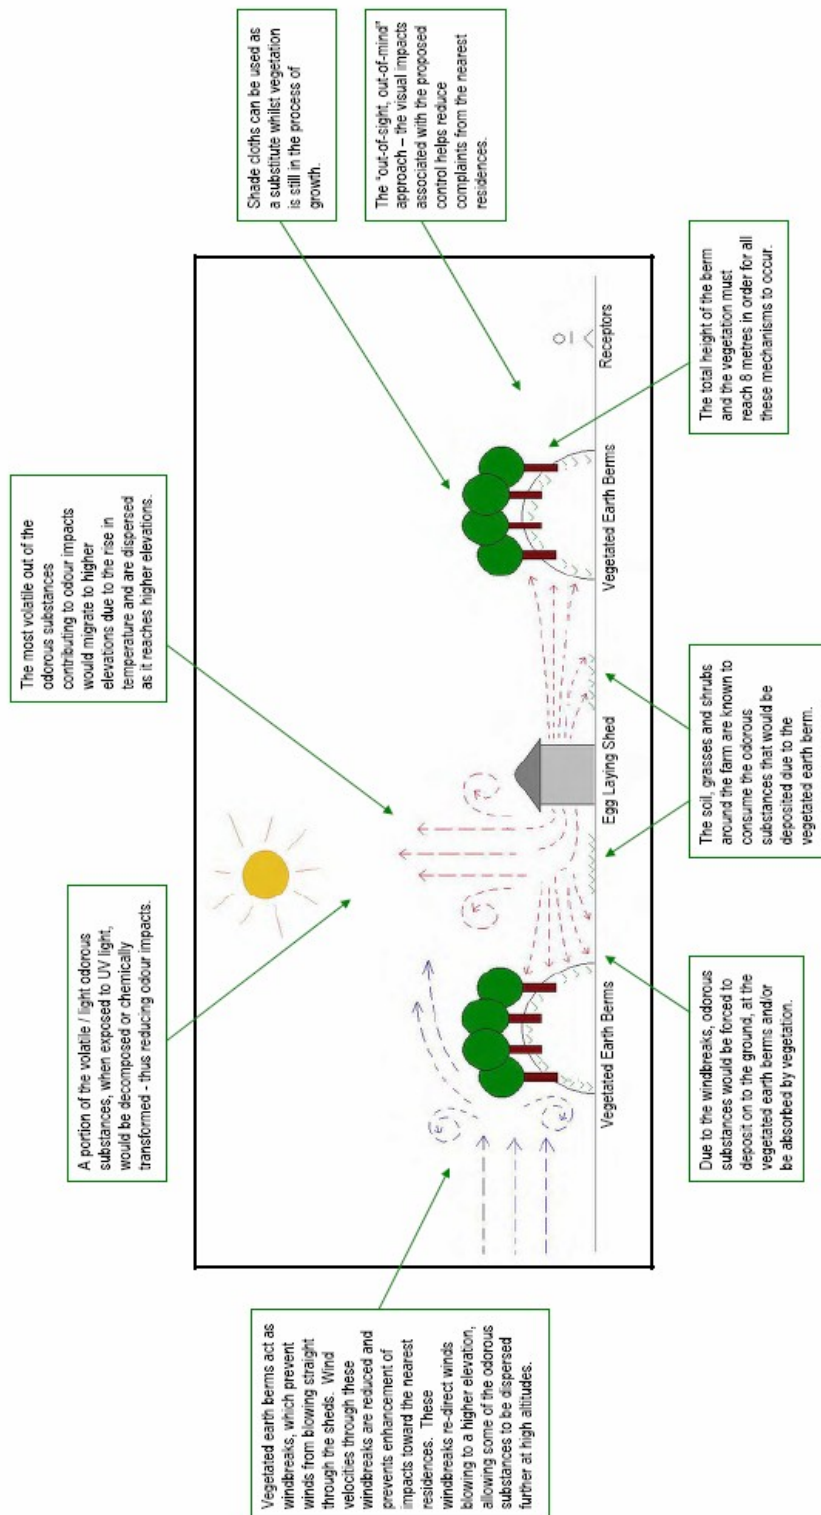 Vegetated earth berms act as
windbreaks, which prevent
winds from blowing straight
through the sheds. Wind
velocities through these
windbreaks are reduced and
prevents enhancement of
impacts toward the nearest
residences. These
windbreaks re-direct winds
blowing to a higher elevation,
allowing some of the odorous
substances to be dispersed
further at high altitudes.
A portion of the volatile / light odorous
substances, when exposed to UV light,
would be decomposed or chemically
transformed - thus reducing odour impacts.
The most volatile out of the
odorous substances
contributing to odour impacts
would migrate to higher
elevations due to the rise in
temperature and are dispersed
as it reaches higher elevations.
Shade cloths can be used as
a substitute whilst vegetation
is still in the process of
growth.
The "out-of-sight, out-of-mind"
approach – the visual impacts
associated with the proposed
control helps reduce
complaints from the nearest
residences.
Vegetated Earth Berms
Egg Laying Shed
Vegetated Earth Berms
Receptors
Due to the windbreaks, odorous
substances would be forced to
deposit on to the ground, at the
vegetated earth berms and/or
be absorbed by vegetation.
The soil, grasses and shrubs
around the farm are known to
consume the odorous
substances that would be
deposited due to the
vegetated earth berm.
The total height of the berm
and the vegetation must
reach 8 metres in order for all
these mechanisms to occur.